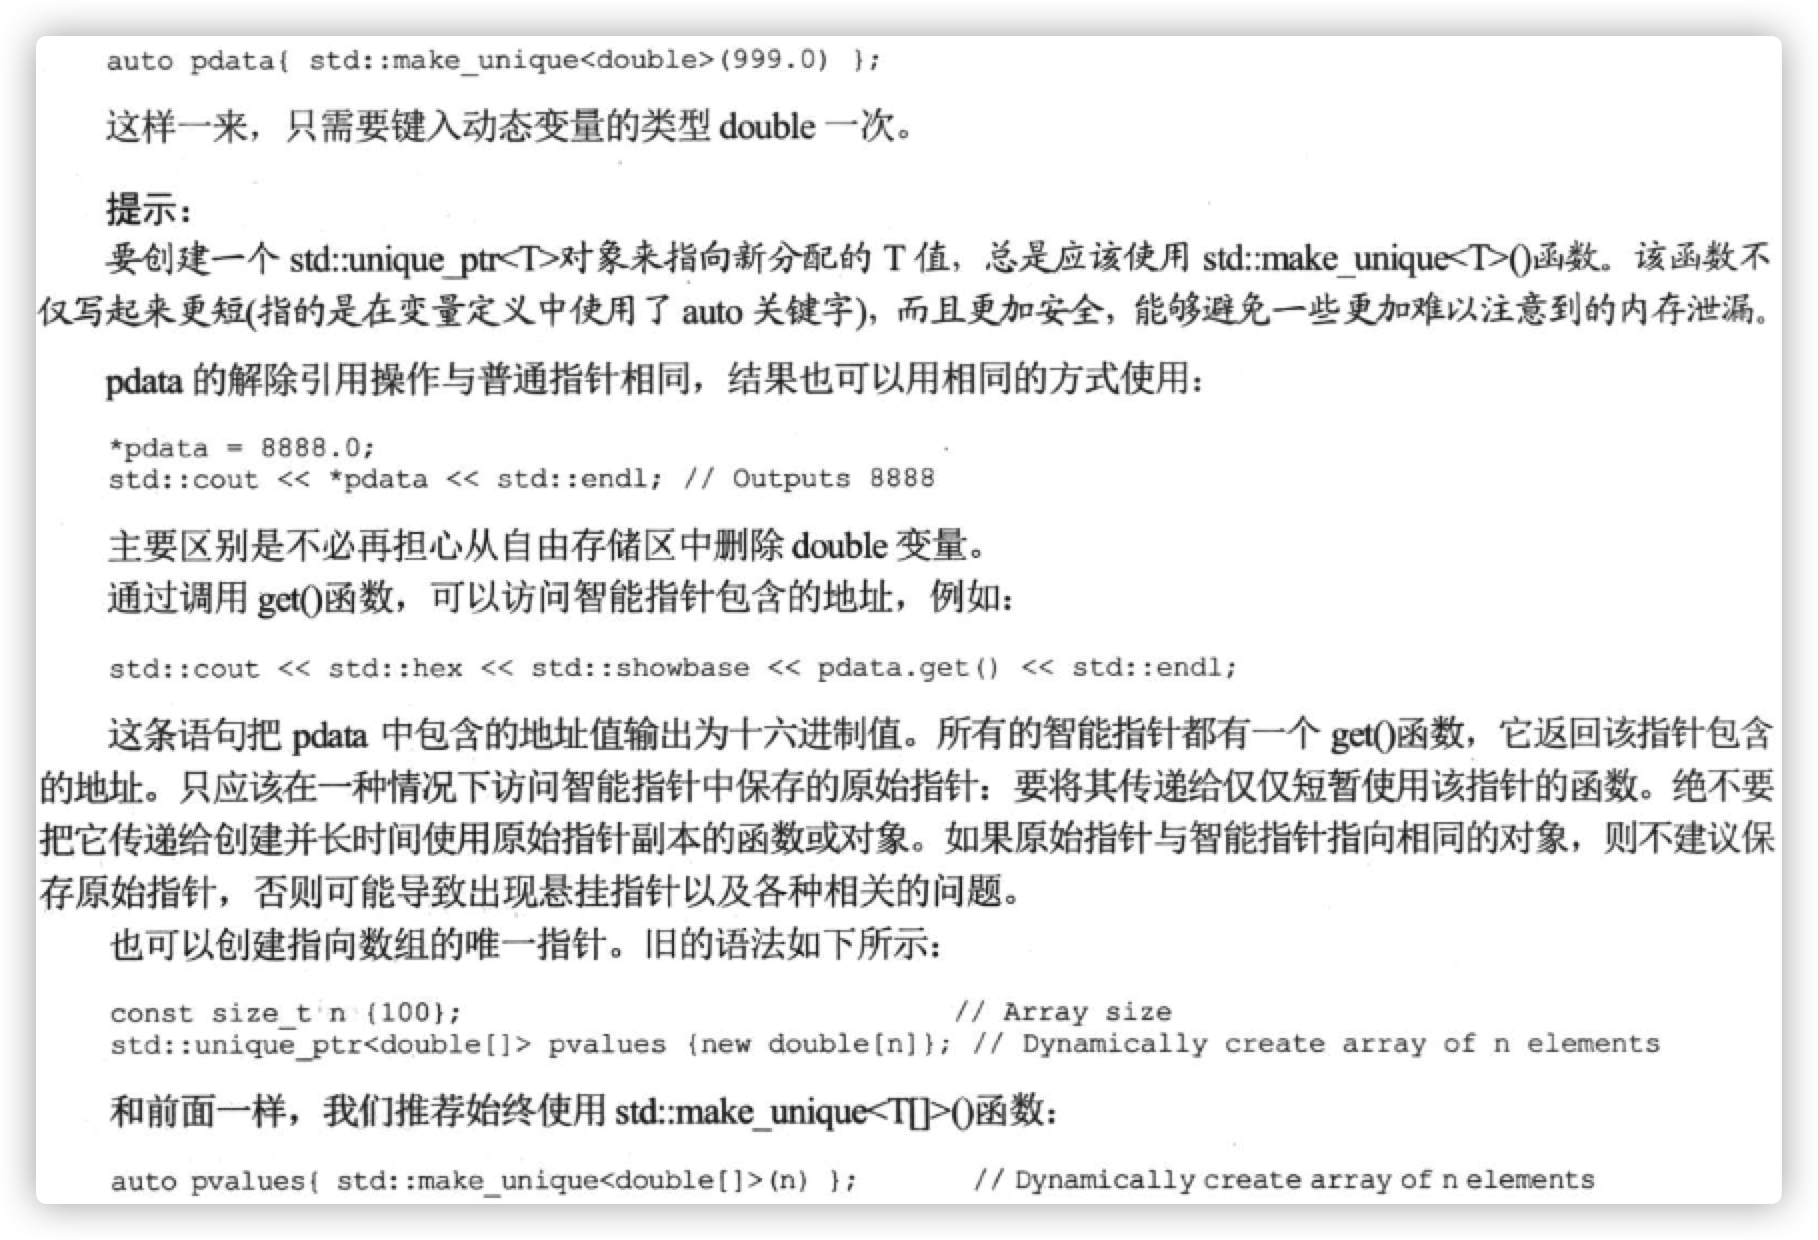 auto pdata{ std::make_unique<double>(999.0) };
这样一来，只需要键入动态变量的类型 double 一次。
提示：
要创建一个 std::unique_ptr<T>对象来指向新分配的 T 值，总是应该使用 std::make_unique<T>()函数。该函数不
仅写起来更短(指的是在变量定义中使用了 auto 关键字)，而且更加安全，能够避免一些更加难以注意到的内存泄漏。
pdata 的解除引用操作与普通指针相同，结果也可以用相同的方式使用：
*pdata = 8888.0;
std::cout << *pdata << std::endl; // Outputs 8888
主要区别是不必再担心从自由存储区中删除 double 变量。
通过调用 get()函数，可以访问智能指针包含的地址，例如：
std::cout << std::hex << std::showbase << pdata.get() << std::endl;
这条语句把 pdata 中包含的地址值输出为十六进制值。所有的智能指针都有一个 get()函数，它返回该指针包含
的地址。只应该在一种情况下访问智能指针中保存的原始指针：要将其传递给仅仅短暂使用该指针的函数。绝不要
把它传递给创建并长时间使用原始指针副本的函数或对象。如果原始指针与智能指针指向相同的对象，则不建议保
存原始指针，否则可能导致出现悬挂指针以及各种相关的问题。
也可以创建指向数组的唯一指针。旧的语法如下所示：
const size_t n {100}; // Array size
std::unique_ptr<double[]> pvalues {new double[n]}; // Dynamically create array of n elements
和前面一样，我们推荐始终使用 std::make_unique<T[]>()函数：
auto pvalues{ std::make_unique<double[]>(n) }; // Dynamically create array of n elements